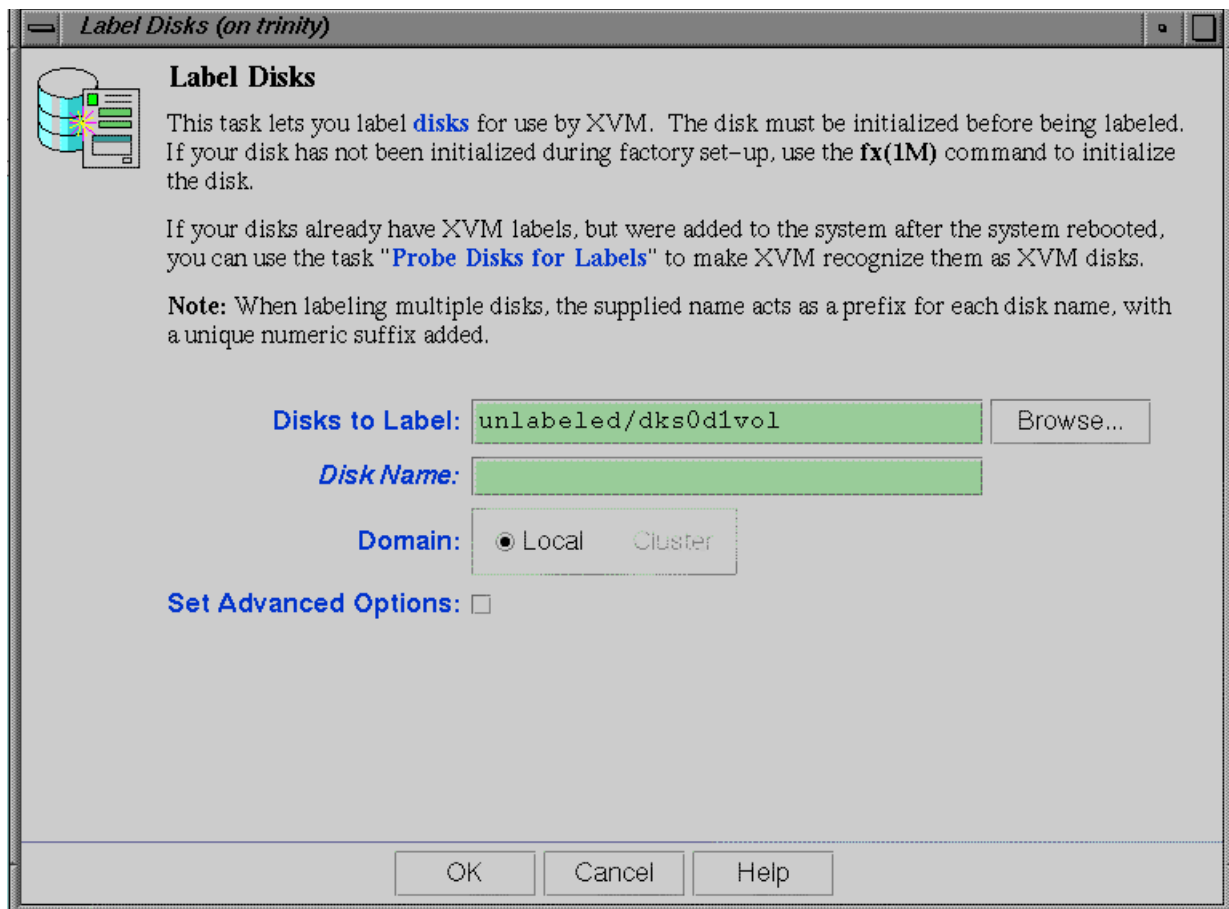 Label Disks (on trinity)
Label Disks
This task lets you label disks for use by XVM. The disk must be initialized before being labeled.
If your disk has not been initialized during factory set-up, use the fx(1M) command to initialize
the disk.
If your disks already have XVM labels, but were added to the system after the system rebooted,
you can use the task "Probe Disks for Labels" to make XVM recognize them as XVM disks.
Note: When labeling multiple disks, the supplied name acts as a prefix for each disk name, with
a unique numeric suffix added.
Disks to Label: unlabeled/dks0d1vol Browse...
Disk Name:
Domain: Local Cluster
Set Advanced Options:
OK Cancel Help